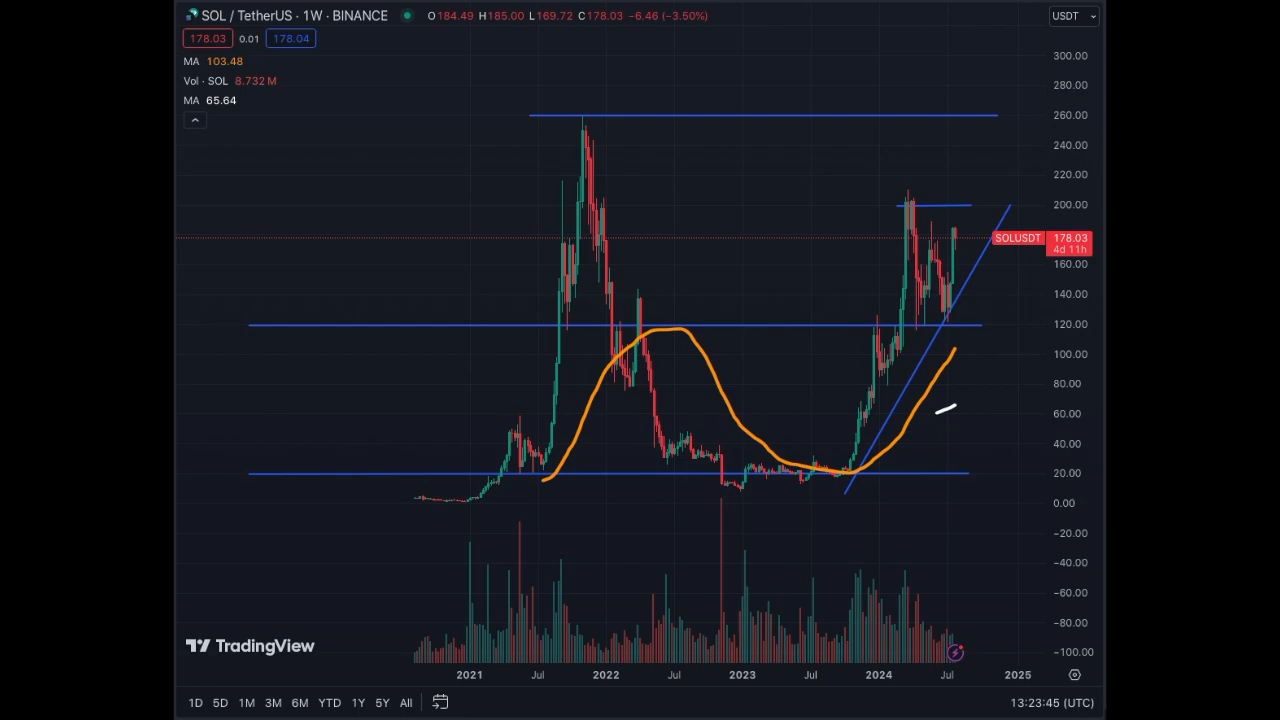 SOL / TetherUS · 1W · BINANCE O184.49 H185.00 L169.72 C178.03 −6.46 (−3.50%)
USDT
178.03 0.01 178.04
MA 103.48
Vol · SOL 8.732 M
MA 65.64
300.00
280.00
260.00
240.00
220.00
200.00
SOLUSDT 178.03
4d 11h
160.00
140.00
120.00
100.00
80.00
60.00
40.00
20.00
0.00
−20.00
−40.00
−60.00
−80.00
−100.00
TradingView
2021 Jul 2022 Jul 2023 Jul 2024 Jul 2025
1D 5D 1M 3M 6M YTD 1Y 5Y All 13:23:45 (UTC)